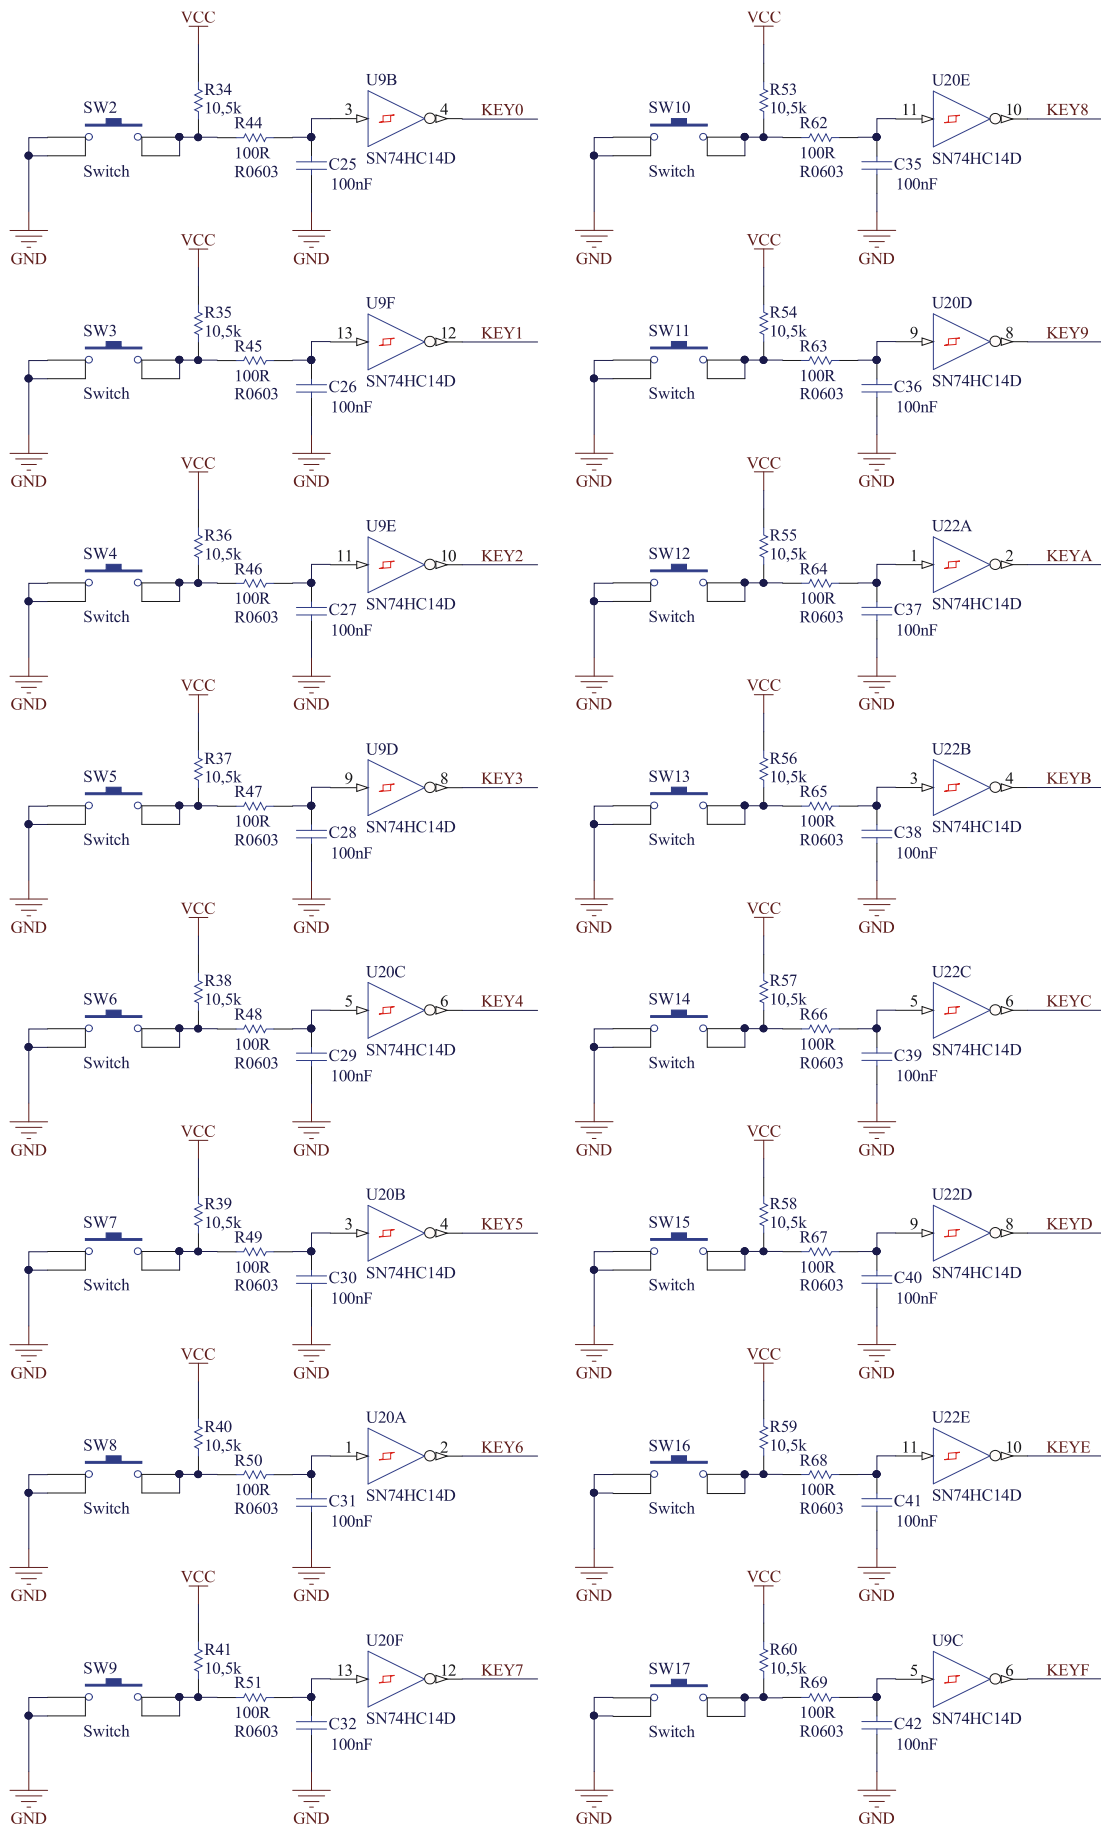 VCC
R34
10,5k
SW2
Switch
R44
100R
R0603
C25
100nF
U9B
3
4
SN74HC14D
KEY0
GND
GND
VCC
R53
10,5k
SW10
Switch
R62
100R
R0603
C35
100nF
U20E
11
10
SN74HC14D
KEY8
GND
GND
VCC
R35
10,5k
SW3
Switch
R45
100R
R0603
C26
100nF
U9F
13
12
SN74HC14D
KEY1
GND
GND
VCC
R54
10,5k
SW11
Switch
R63
100R
R0603
C36
100nF
U20D
9
8
SN74HC14D
KEY9
GND
GND
VCC
R36
10,5k
SW4
Switch
R46
100R
R0603
C27
100nF
U9E
11
10
SN74HC14D
KEY2
GND
GND
VCC
R55
10,5k
SW12
Switch
R64
100R
R0603
C37
100nF
U22A
1
2
SN74HC14D
KEYA
GND
GND
VCC
R37
10,5k
SW5
Switch
R47
100R
R0603
C28
100nF
U9D
9
8
SN74HC14D
KEY3
GND
GND
VCC
R56
10,5k
SW13
Switch
R65
100R
R0603
C38
100nF
U22B
3
4
SN74HC14D
KEYB
GND
GND
VCC
R38
10,5k
SW6
Switch
R48
100R
R0603
C29
100nF
U20C
5
6
SN74HC14D
KEY4
GND
GND
VCC
R57
10,5k
SW14
Switch
R66
100R
R0603
C39
100nF
U22C
5
6
SN74HC14D
KEYC
GND
GND
VCC
R39
10,5k
SW7
Switch
R49
100R
R0603
C30
100nF
U20B
3
4
SN74HC14D
KEY5
GND
GND
VCC
R58
10,5k
SW15
Switch
R67
100R
R0603
C40
100nF
U22D
9
8
SN74HC14D
KEYD
GND
GND
VCC
R40
10,5k
SW8
Switch
R50
100R
R0603
C31
100nF
U20A
1
2
SN74HC14D
KEY6
GND
GND
VCC
R59
10,5k
SW16
Switch
R68
100R
R0603
C41
100nF
U22E
11
10
SN74HC14D
KEYE
GND
GND
VCC
R41
10,5k
SW9
Switch
R51
100R
R0603
C32
100nF
U20F
13
12
SN74HC14D
KEY7
GND
GND
VCC
R60
10,5k
SW17
Switch
R69
100R
R0603
C42
100nF
U9C
5
6
SN74HC14D
KEYF
GND
GND